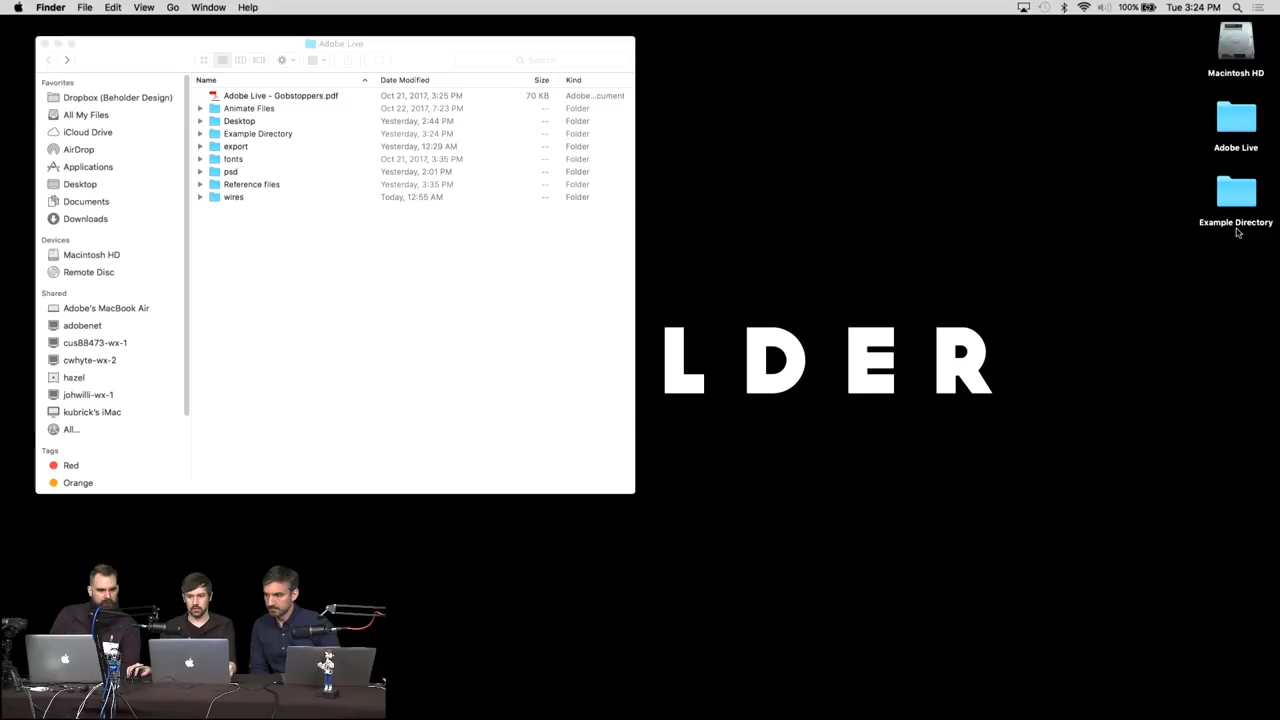 Finder File Edit View Go Window Help
100% Tue 3:24 PM
Adobe Live
Search
Favorites
Dropbox (Beholder Design)
All My Files
iCloud Drive
AirDrop
Applications
Desktop
Documents
Downloads
Devices
Macintosh HD
Remote Disc
Shared
Adobe's MacBook Air
adobenet
cus88473-wx-1
cwhyte-wx-2
hazel
johwilli-wx-1
kubrick's iMac
All...
Tags
Red
Orange
Name Date Modified Size Kind
Adobe Live - Gobstoppers.pdf Oct 21, 2017, 3:25 PM 70 KB Adobe...cument
Animate Files Oct 22, 2017, 7:23 PM -- Folder
Desktop Yesterday, 2:44 PM -- Folder
Example Directory Yesterday, 3:24 PM -- Folder
export Yesterday, 12:29 AM -- Folder
fonts Oct 21, 2017, 3:35 PM -- Folder
psd Yesterday, 2:01 PM -- Folder
Reference files Yesterday, 3:35 PM -- Folder
wires Today, 12:55 AM -- Folder
Macintosh HD
Adobe Live
Example Directory
LDER